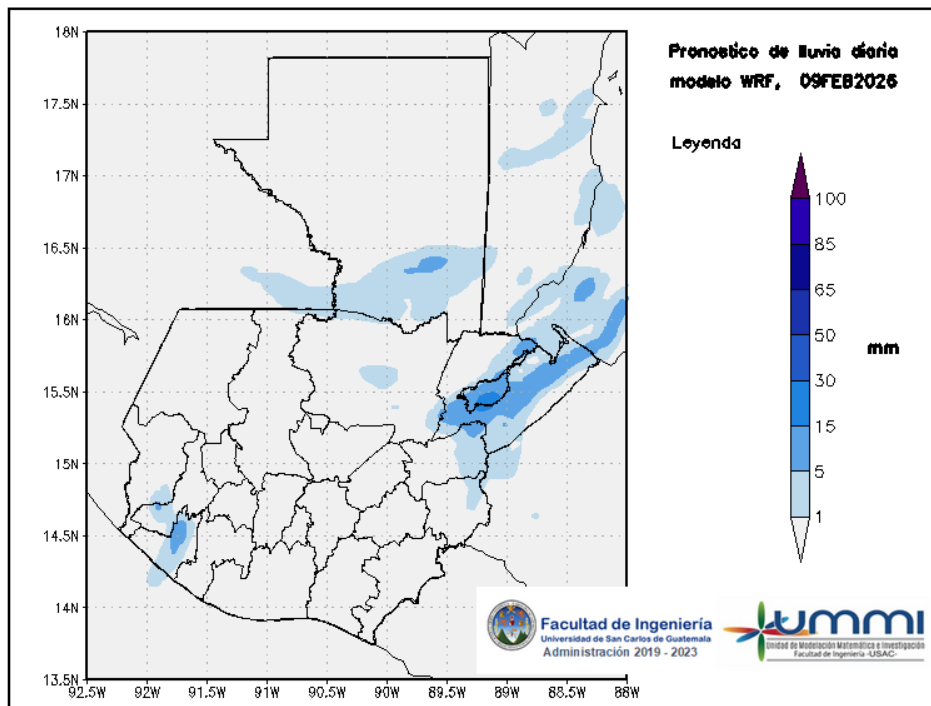 Pronostico de lluvia diaria
modelo WRF, 09FEB2026
Leyenda
100
85
65
50
30
15
5
1
mm
18N
17.5N
17N
16.5N
16N
15.5N
15N
14.5N
14N
13.5N
92.5W
92W
91.5W
91W
90.5W
90W
89.5W
89W
88.5W
88W
Facultad de Ingeniería
Universidad de San Carlos de Guatemala
Administración 2019 - 2023
ummi
Unidad de Modelación Matemática e Investigación
Facultad de Ingeniería -USAC-